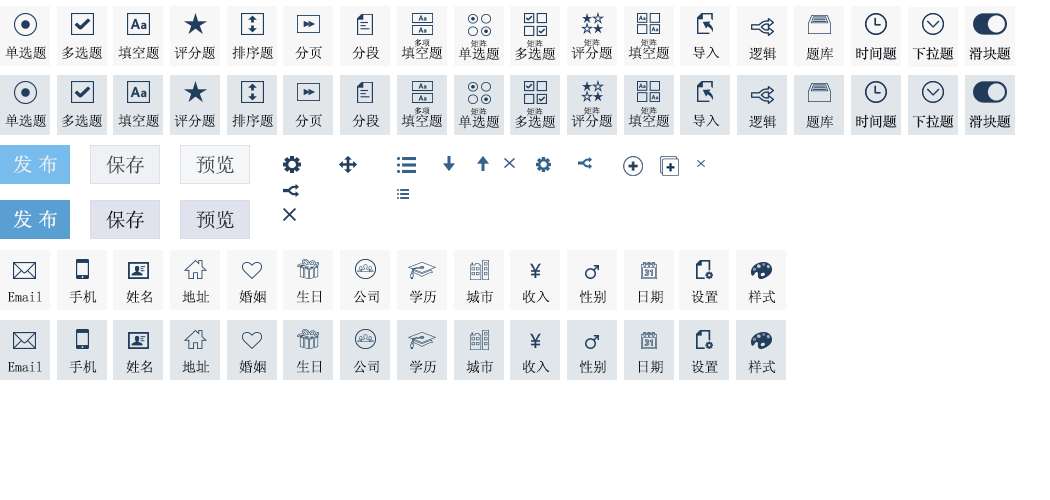 单选题 多选题 填空题 评分题 排序题 分页 分段 多项填空题 矩阵单选题 矩阵多选题 矩阵评分题 矩阵填空题 导入 逻辑 题库 时间题 下拉题 滑块题
单选题 多选题 填空题 评分题 排序题 分页 分段 多项填空题 矩阵单选题 矩阵多选题 矩阵评分题 矩阵填空题 导入 逻辑 题库 时间题 下拉题 滑块题
发布 保存 预览
发布 保存 预览
Email 手机 姓名 地址 婚姻 生日 公司 学历 城市 收入 性别 日期 设置 样式
Email 手机 姓名 地址 婚姻 生日 公司 学历 城市 收入 性别 日期 设置 样式